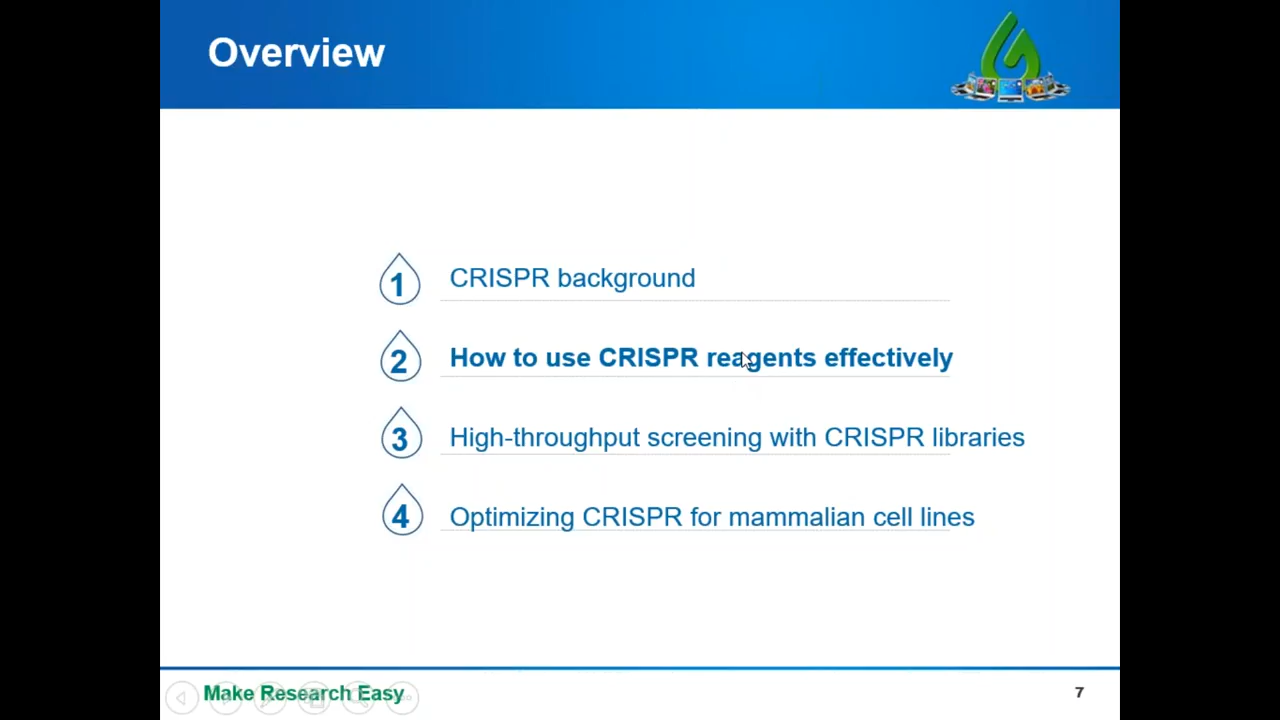 Overview
1 CRISPR background
2 How to use CRISPR reagents effectively
3 High-throughput screening with CRISPR libraries
4 Optimizing CRISPR for mammalian cell lines
Make Research Easy
7